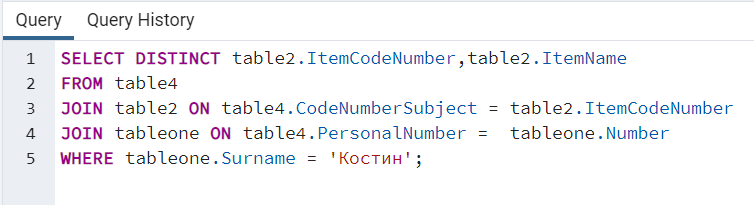 Query Query History
1 SELECT DISTINCT table2.ItemCodeNumber,table2.ItemName
2 FROM table4
3 JOIN table2 ON table4.CodeNumberSubject = table2.ItemCodeNumber
4 JOIN tableone ON table4.PersonalNumber =  tableone.Number
5 WHERE tableone.Surname = 'Костин';